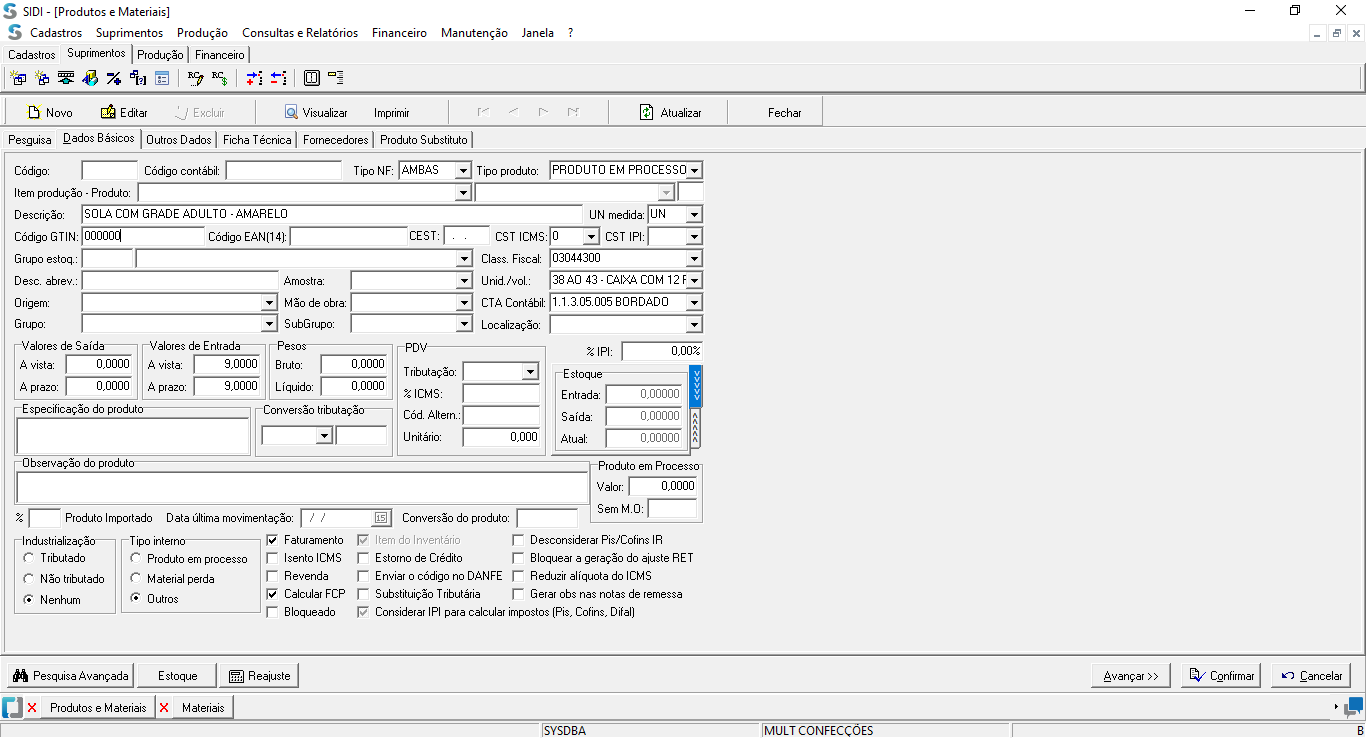 SIDI - [Produtos e Materiais]
Cadastros Suprimentos Produção Consultas e Relatórios Financeiro Manutenção Janela ?
Cadastros Suprimentos Produção Financeiro
Novo Editar Excluir Visualizar Imprimir Atualizar Fechar
Pesquisa Dados Básicos Outros Dados Ficha Técnica Fornecedores Produto Substituto
Código: Código contábil: Tipo NF: AMBAS Tipo produto: PRODUTO EM PROCESSO
Item produção - Produto:
Descrição: SOLA COM GRADE ADULTO - AMARELO UN medida: UN
Código GTIN: 000000 Código EAN(14): CEST: . . CST ICMS: 0 CST IPI:
Grupo estoq.: Class. Fiscal: 03044300
Desc. abrev.: Amostra: Unid./vol.: 38 AO 43 - CAIXA COM 12 F
Origem: Mão de obra: CTA Contábil: 1.1.3.05.005 BORDADO
Grupo: SubGrupo: Localização:
Valores de Saída Valores de Entrada Pesos PDV % IPI: 0,00%
A vista: 0,0000 A vista: 9,0000 Bruto: 0,0000 Tributação: Estoque
A prazo: 0,0000 A prazo: 9,0000 Líquido: 0,0000 % ICMS: Entrada: 0,00000
Especificação do produto Conversão tributação Cód. Altern.: Saída: 0,00000
Unitário: 0,000 Atual: 0,00000
Observação do produto Produto em Processo
Valor: 0,0000
Sem M.O:
% Produto Importado Data última movimentação: / / 15 Conversão do produto:
Industrialização Tipo interno Faturamento Item do Inventário Desconsiderar Pis/Cofins IR
Tributado Produto em processo Isento ICMS Estorno de Crédito Bloquear a geração do ajuste RET
Não tributado Material perda Revenda Enviar o código no DANFE Reduzir alíquota do ICMS
Nenhum Outros Calcular FCP Substituição Tributária Gerar obs nas notas de remessa
Bloqueado Considerar IPI para calcular impostos (Pis, Cofins, Difal)
Pesquisa Avançada Estoque Reajuste Avançar >> Confirmar Cancelar
Produtos e Materiais Materiais
SYSDBA MULT CONFECÇÕES B